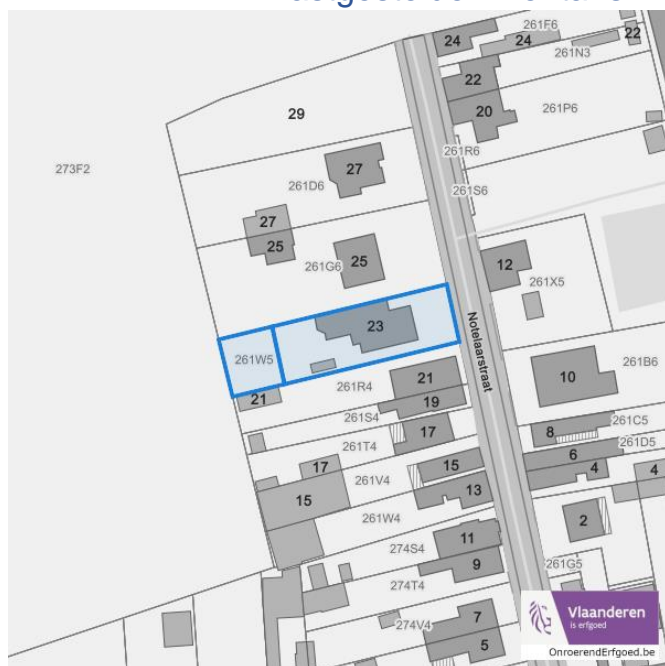 261F6
24
24
261N3
22
22
20
261P6
29
261R6
273F2
27
261D6
261S6
27
25
25
261G6
12
261X5
23
Notelaarstraat
261W5
21
261R4
21
19
10
261B6
261S4
17
8
261C5
261D5
261T4
6
17
15
4
4
261V4
15
13
261W4
2
11
274S4
9
261G5
274T4
7
274V4
5
Vlaanderen
is erfgoed
OnroerendErfgoed.be